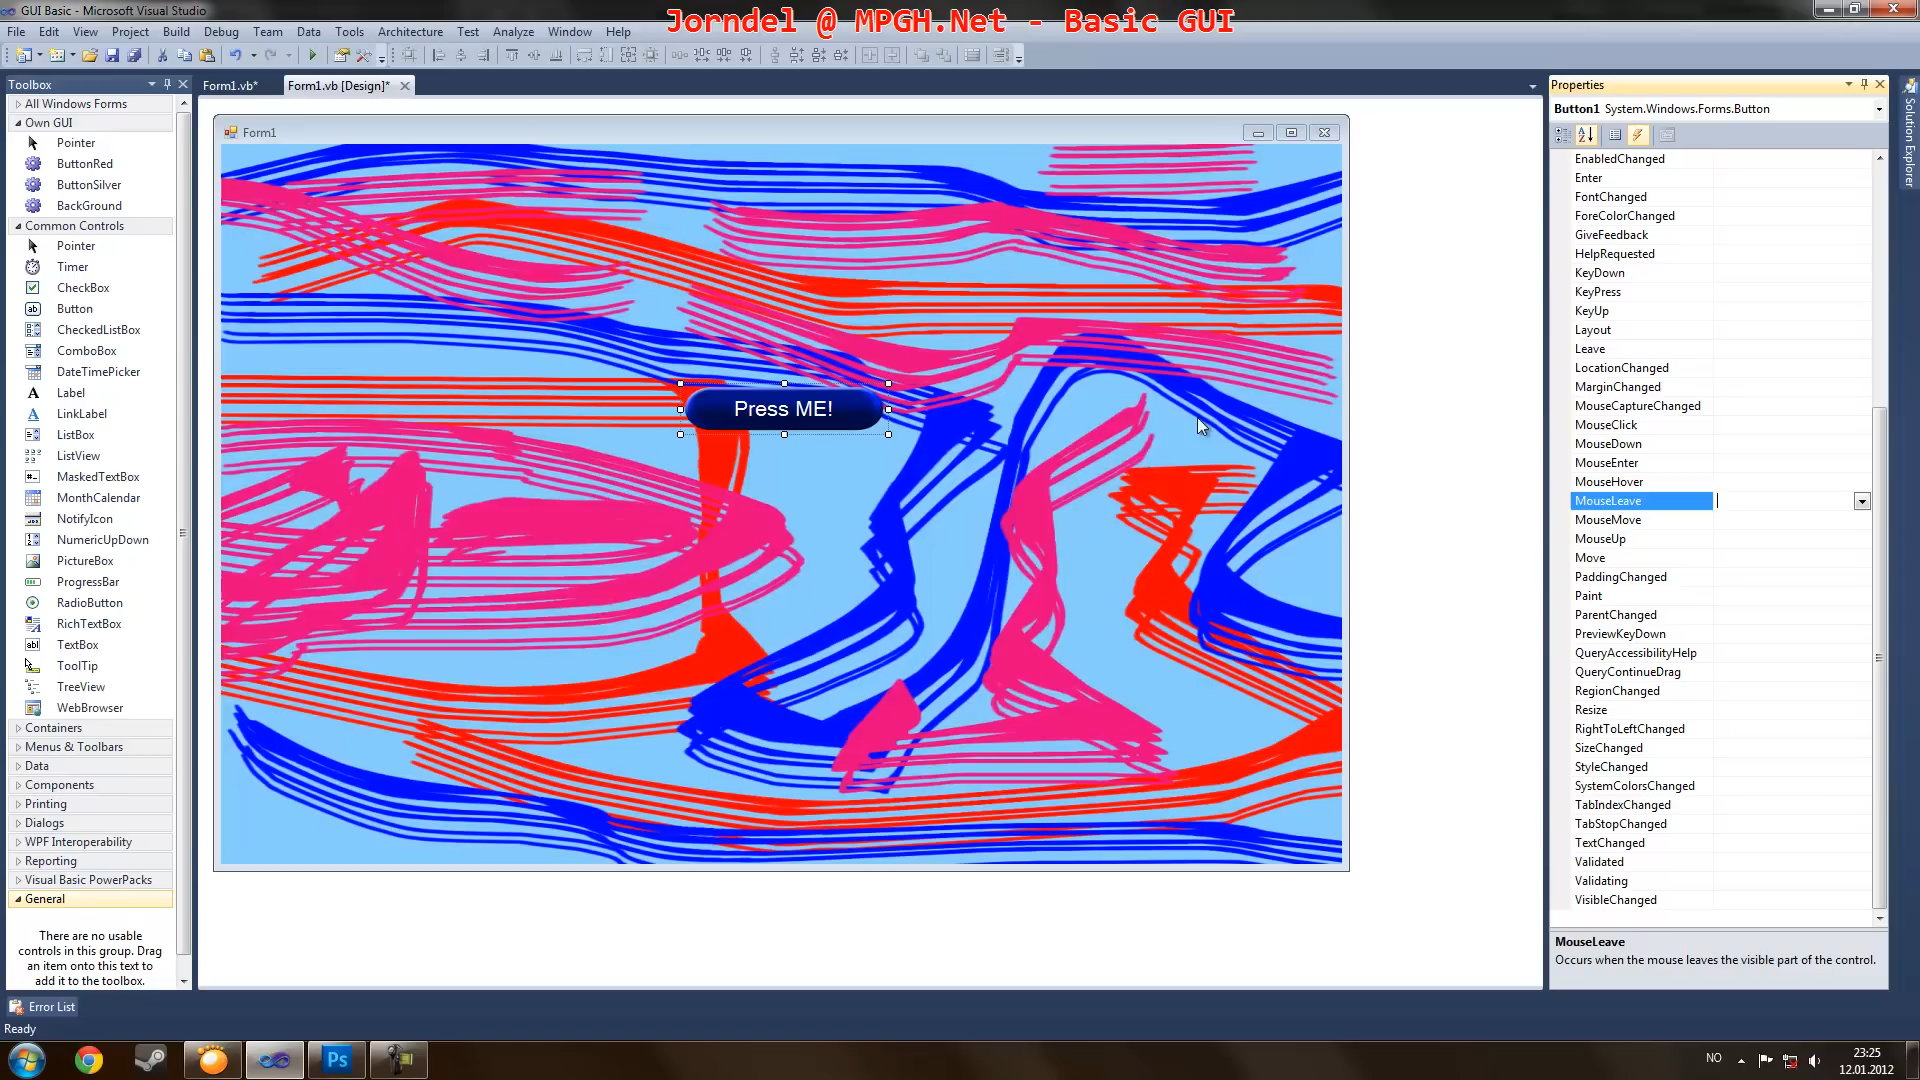 GUI Basic - Microsoft Visual Studio
Jorndel @ MPGH.Net - Basic GUI
File Edit View Project Build Debug Team Data Tools Architecture Test Analyze Window Help
Toolbox
Form1.vb*
Form1.vb [Design]*
All Windows Forms
Own GUI
Pointer
ButtonRed
ButtonSilver
BackGround
Common Controls
Pointer
Timer
CheckBox
Button
CheckedListBox
ComboBox
DateTimePicker
Label
LinkLabel
ListBox
ListView
MaskedTextBox
MonthCalendar
NotifyIcon
NumericUpDown
PictureBox
ProgressBar
RadioButton
RichTextBox
TextBox
ToolTip
TreeView
WebBrowser
Containers
Menus & Toolbars
Data
Components
Printing
Dialogs
WPF Interoperability
Reporting
Visual Basic PowerPacks
General
There are no usable
controls in this group. Drag
an item onto this text to
add it to the toolbox.
Form1
Press ME!
Properties
Button1 System.Windows.Forms.Button
EnabledChanged
Enter
FontChanged
ForeColorChanged
GiveFeedback
HelpRequested
KeyDown
KeyPress
KeyUp
Layout
Leave
LocationChanged
MarginChanged
MouseCaptureChanged
MouseClick
MouseDown
MouseEnter
MouseHover
MouseLeave
MouseMove
MouseUp
Move
PaddingChanged
Paint
ParentChanged
PreviewKeyDown
QueryAccessibilityHelp
QueryContinueDrag
RegionChanged
Resize
RightToLeftChanged
SizeChanged
StyleChanged
SystemColorsChanged
TabIndexChanged
TabStopChanged
TextChanged
Validated
Validating
VisibleChanged
MouseLeave
Occurs when the mouse leaves the visible part of the control.
Solution Explorer
Error List
Ready
Ps
NO
23:25
12.01.2012